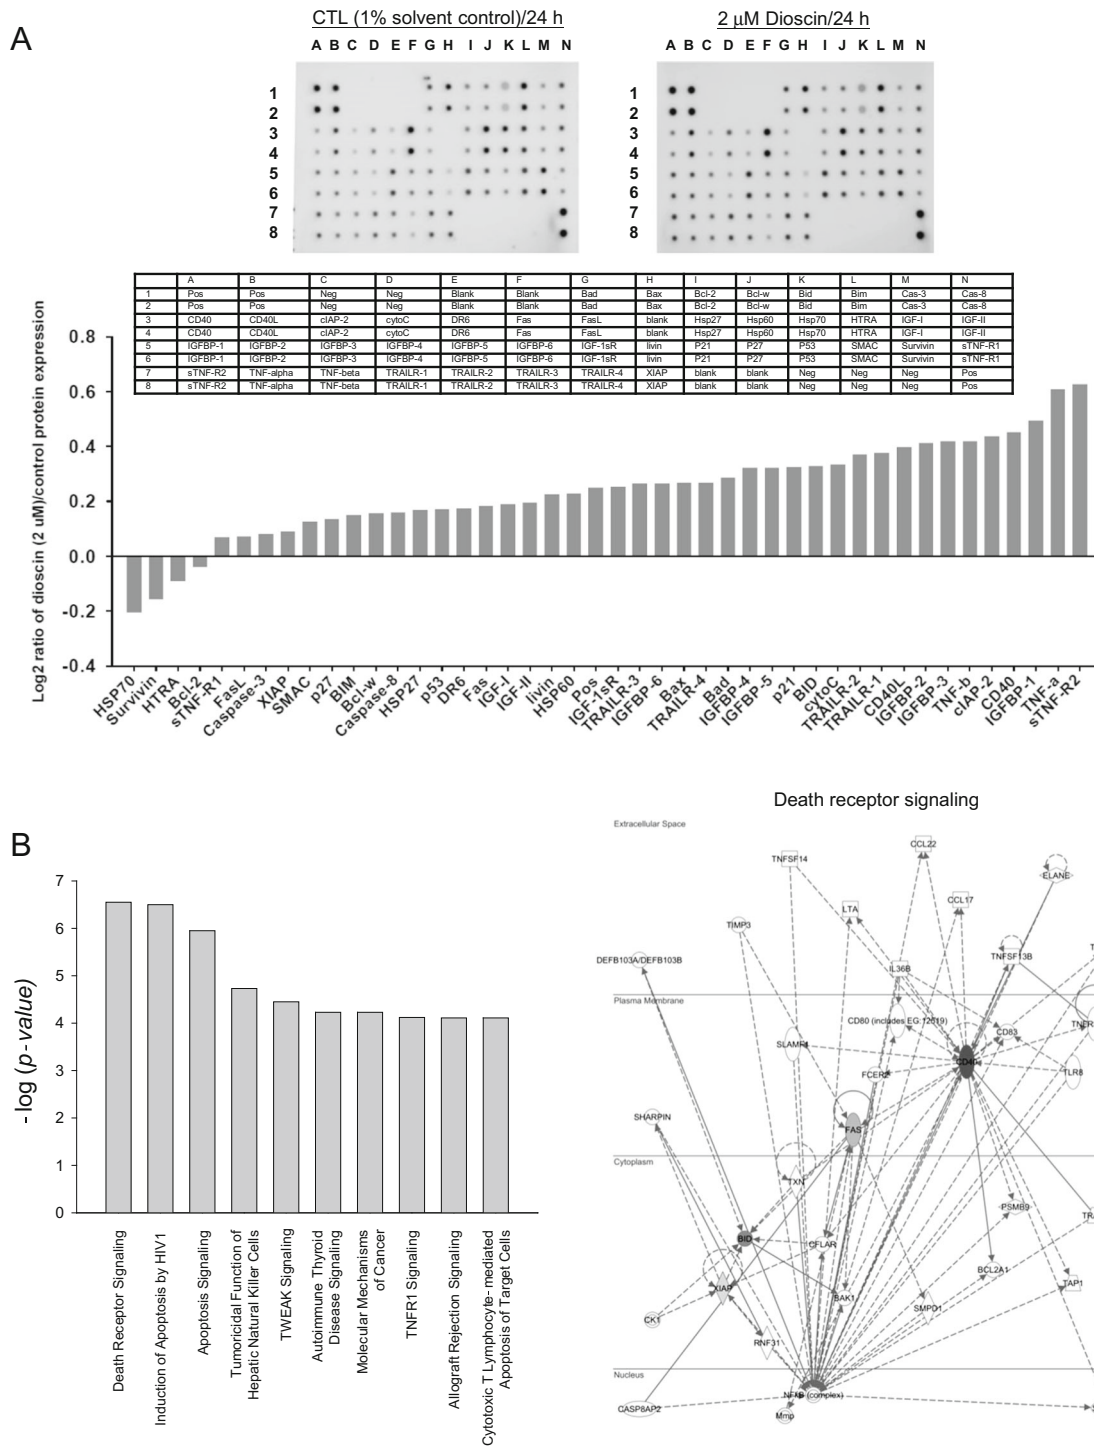 A
CTL (1% solvent control)/24 h
2 µM Dioscin/24 h
A B C D E F G H I J K L M N
A B C D E F G H I J K L M N
1
2
3
4
5
6
7
8
1
2
3
4
5
6
7
8
A B C D E F G H I J K L M N
1 Pos Pos Neg Neg Blank Blank Bad Bax Bcl-2 Bcl-w Bid Bim Cas-3 Cas-8
2 Pos Pos Neg Neg Blank Blank Bad Bax Bcl-2 Bcl-w Bid Bim Cas-3 Cas-8
3 CD40 CD40L cIAP-2 cytoC DR6 Fas FasL blank Hsp27 Hsp60 Hsp70 HTRA IGF-I IGF-II
4 CD40 CD40L cIAP-2 cytoC DR6 Fas FasL blank Hsp27 Hsp60 Hsp70 HTRA IGF-I IGF-II
5 IGFBP-1 IGFBP-2 IGFBP-3 IGFBP-4 IGFBP-5 IGFBP-6 IGF-1sR livin P21 P27 P53 SMAC Survivin sTNF-R1
6 IGFBP-1 IGFBP-2 IGFBP-3 IGFBP-4 IGFBP-5 IGFBP-6 IGF-1sR livin P21 P27 P53 SMAC Survivin sTNF-R1
7 sTNF-R2 TNF-alpha TNF-beta TRAILR-1 TRAILR-2 TRAILR-3 TRAILR-4 XIAP blank blank Neg Neg Neg Pos
8 sTNF-R2 TNF-alpha TNF-beta TRAILR-1 TRAILR-2 TRAILR-3 TRAILR-4 XIAP blank blank Neg Neg Neg Pos
Log2 ratio of dioscin (2 uM)/control protein expression
0.8
0.6
0.4
0.2
0.0
-0.2
-0.4
HSP70
Survivin
HTRA
Bcl-2
sTNF-R1
FasL
Caspase-3
XIAP
SMAC
p27
BIM
Bcl-w
Caspase-8
HSP27
p53
DR6
Fas
IGF-I
IGF-II
livin
HSP60
Pos
IGF-1sR
TRAILR-3
IGFBP-6
Bax
TRAILR-4
Bad
IGFBP-4
IGFBP-5
p21
BID
cytoC
TRAILR-2
TRAILR-1
CD40L
IGFBP-2
IGFBP-3
TNF-b
cIAP-2
CD40
IGFBP-1
TNF-a
sTNF-R2
B
-log (p-value)
7
6
5
4
3
2
1
0
Death Receptor Signaling
Induction of Apoptosis by HIV1
Apoptosis Signaling
Tumoricidal Function of
Hepatic Natural Killer Cells
TWEAK Signaling
Autoimmune Thyroid
Disease Signaling
Molecular Mechanisms
of Cancer
TNFR1 Signaling
Allograft Rejection Signaling
Cytotoxic T Lymphocyte-mediated
Apoptosis of Target Cells
Death receptor signaling
Extracellular Space
CCL22
TNFSF14
ELANE
CCL17
LTA
TIMP3
TNFSF13B
DEFB103A/DEFB103B
IL36B
Plasma Membrane
CD80 (includes EG:12519)
CD83
SLAMF1
CD40
FCER2
TLR8
SHARPIN
FAS
Cytoplasm
TXN
PSMB9
BID
CFLAR
BCL2A1
TAP1
XIAP
BAK1
SMPD1
CK1
RNF31
Nucleus
NFkB (complex)
CASP8AP2
Mmp